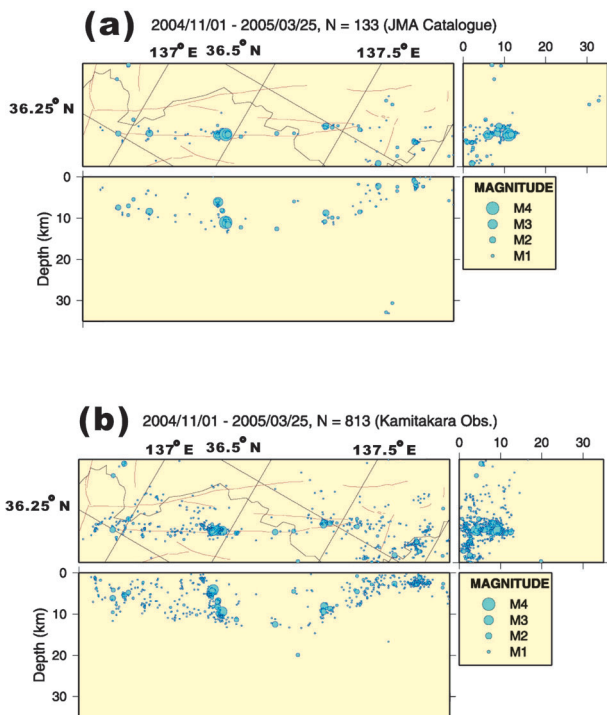 (a) 2004/11/01 - 2005/03/25, N = 133 (JMA Catalogue)
137° E 36.5° N 137.5° E
0 10 20 30
36.25° N
0
10
20
30
Depth (km)
MAGNITUDE
M4
M3
M2
M1
(b) 2004/11/01 - 2005/03/25, N = 813 (Kamitakara Obs.)
137° E 36.5° N 137.5° E
0 10 20 30
36.25° N
0
10
20
30
Depth (km)
MAGNITUDE
M4
M3
M2
M1